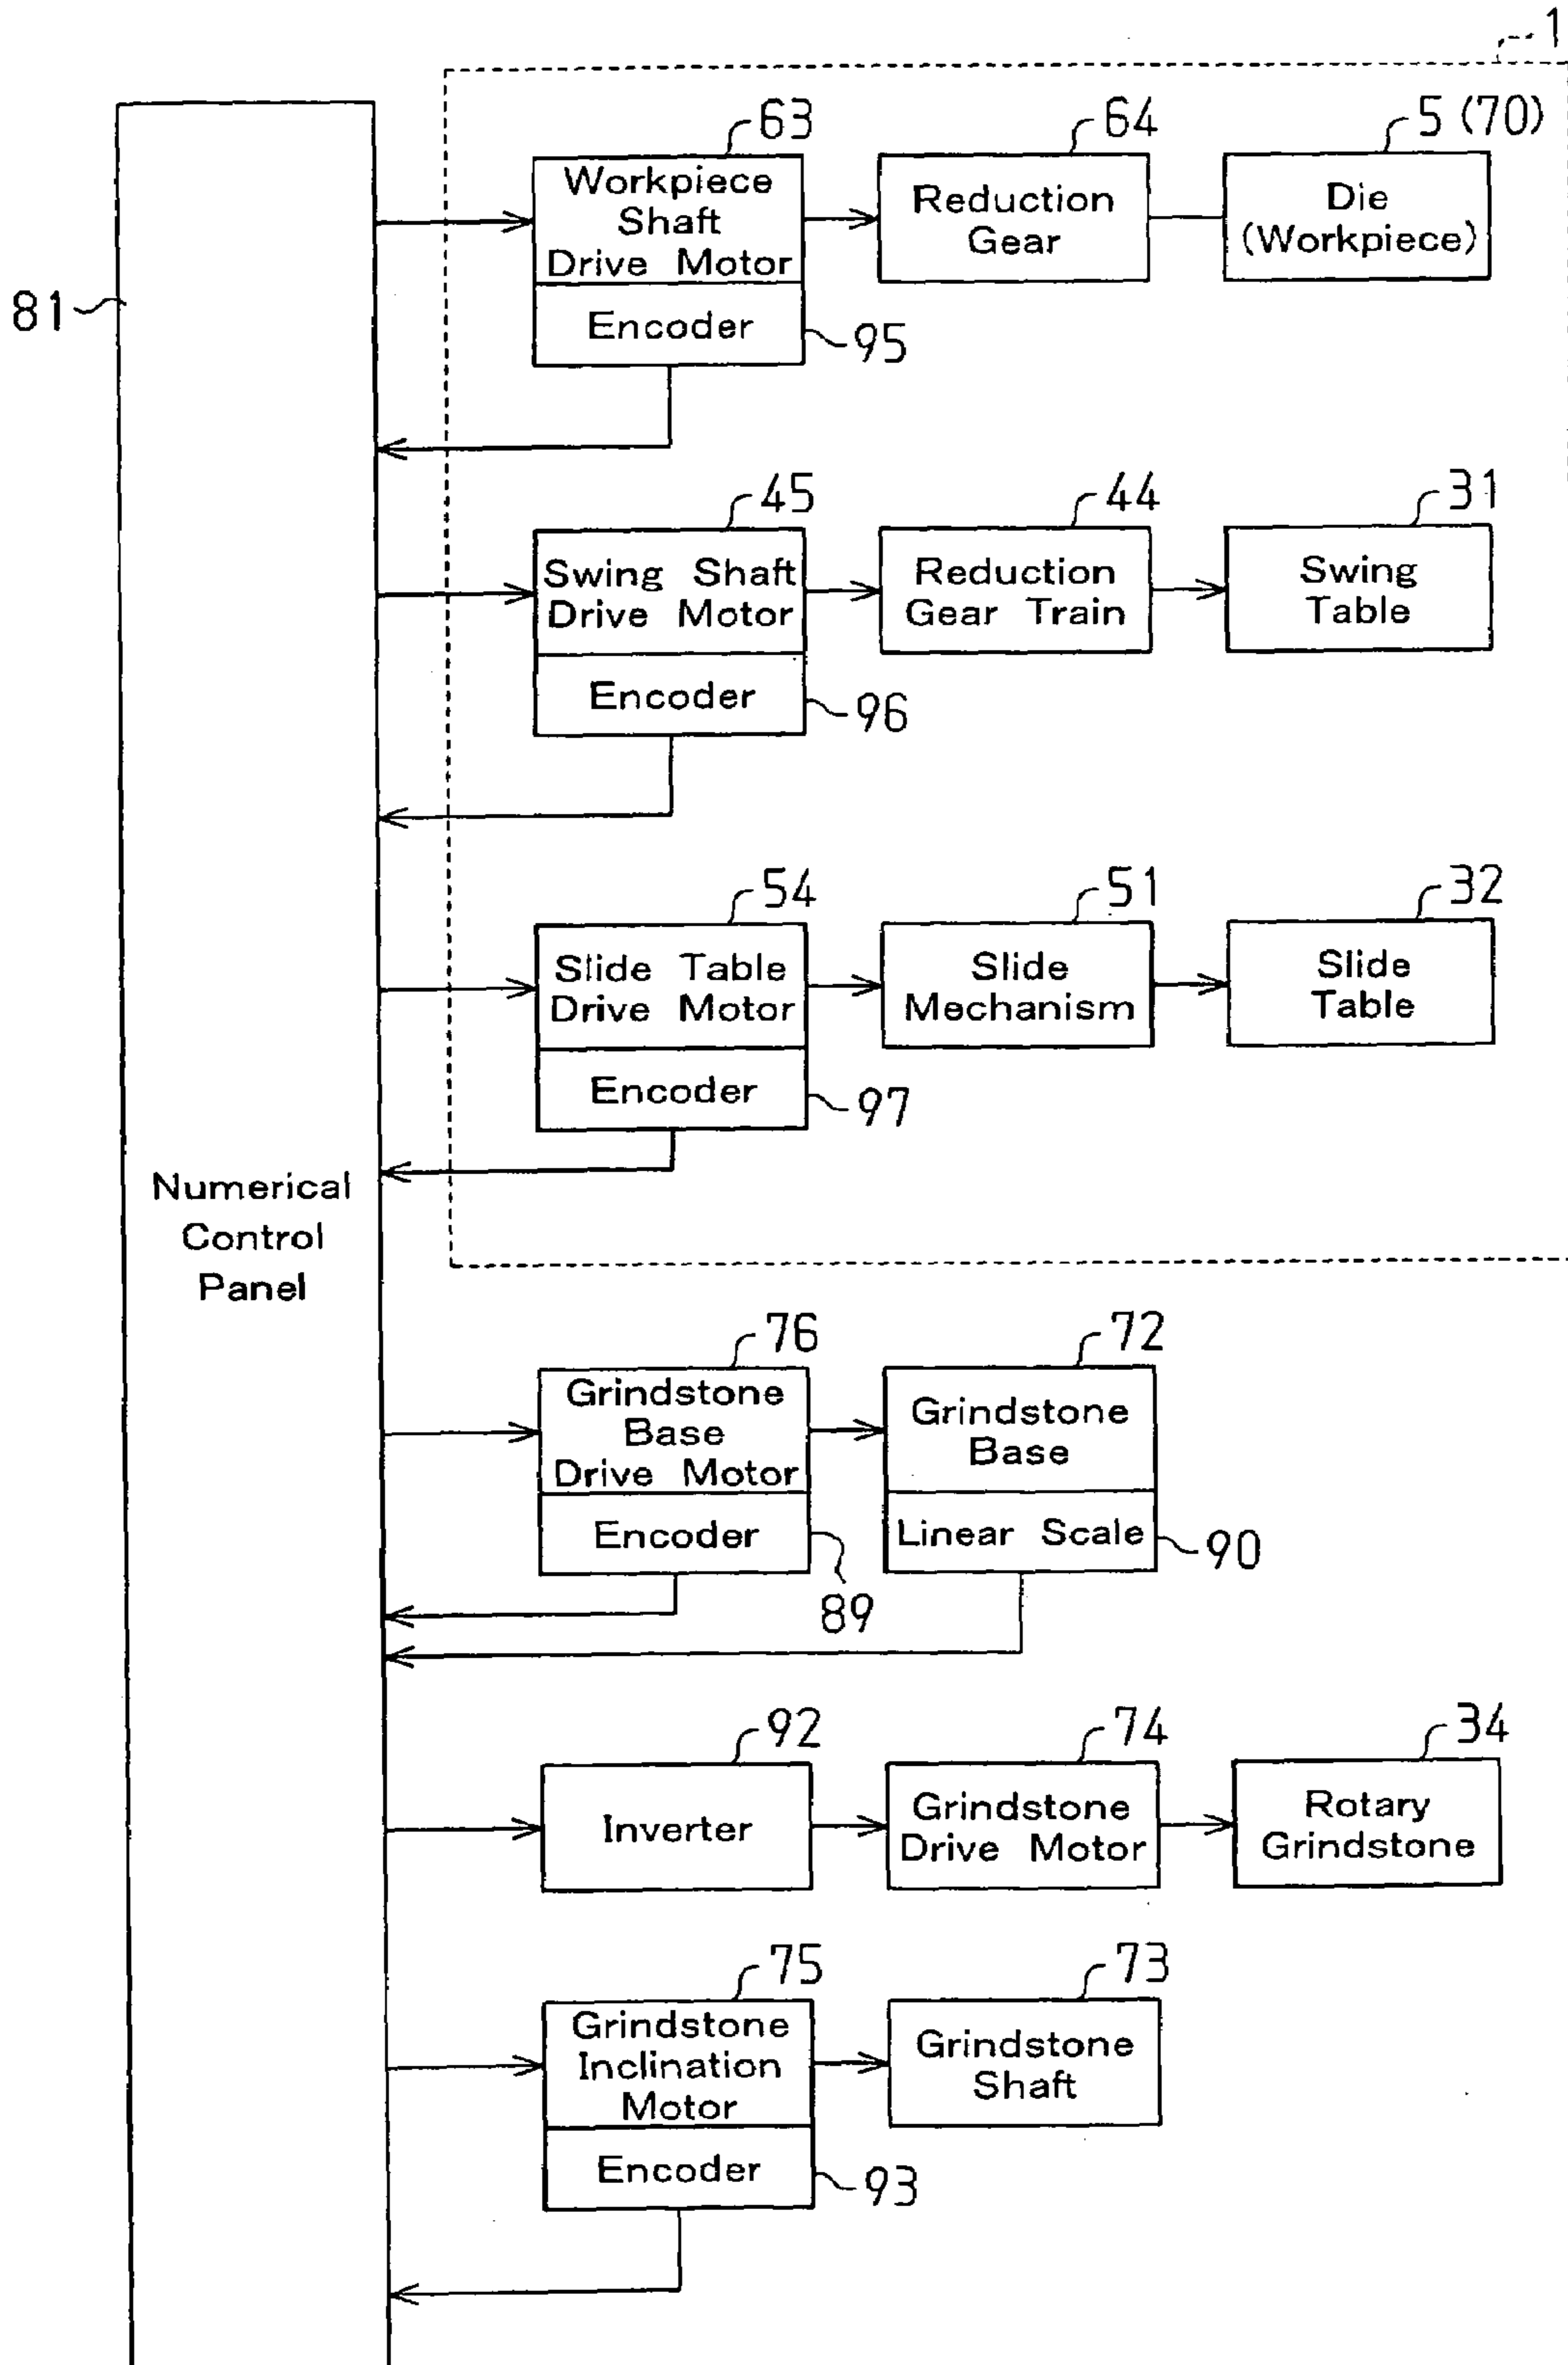 1
63
64
5 (70)
Workpiece
Shaft
Drive Motor
Reduction
Gear
Die
(Workpiece)
81
Encoder
95
45
44
31
Swing Shaft
Drive Motor
Reduction
Gear Train
Swing
Table
Encoder
96
54
51
32
Slide Table
Drive Motor
Slide
Mechanism
Slide
Table
Encoder
97
Numerical
Control
Panel
76
72
Grindstone
Base
Drive Motor
Grindstone
Base
Encoder
Linear Scale
90
89
92
74
34
Inverter
Grindstone
Drive Motor
Rotary
Grindstone
75
73
Grindstone
Inclination
Motor
Grindstone
Shaft
Encoder
93